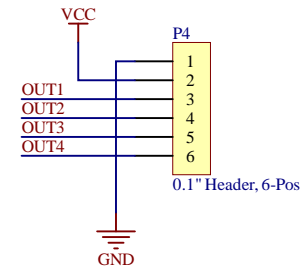 VCC
P4
1
2
OUT1 3
OUT2 4
OUT3 5
OUT4 6
0.1" Header, 6-Pos
GND